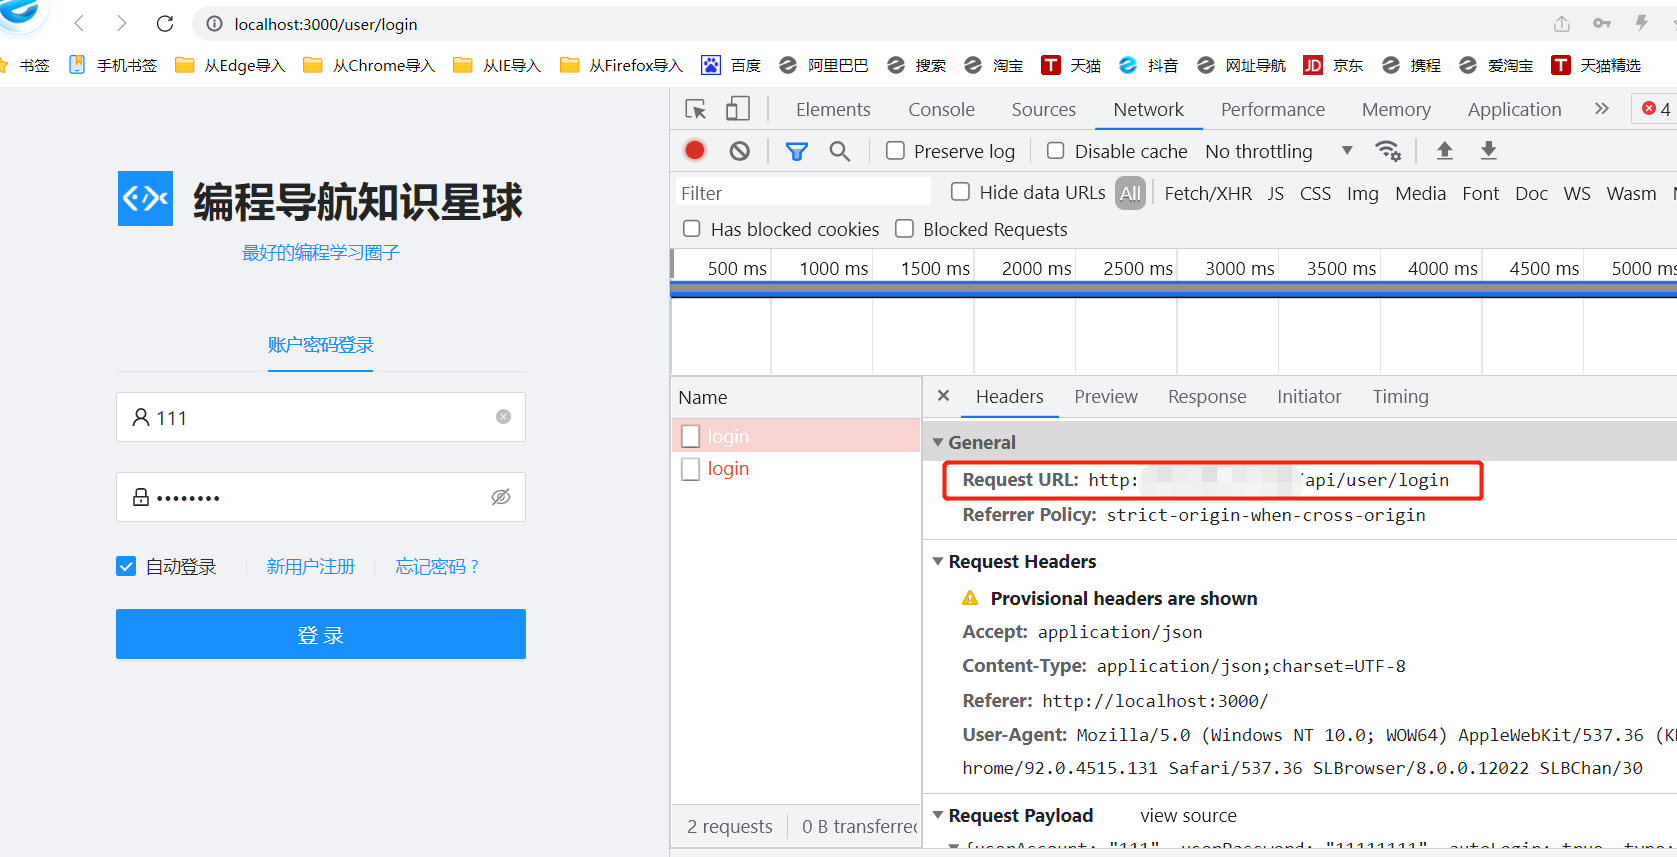 localhost:3000/user/login
书签 手机书签 从Edge导入 从Chrome导入 从IE导入 从Firefox导入 百度 阿里巴巴 搜索 淘宝 T 天猫 抖音 网址导航 JD 京东 携程 爱淘宝 T 天猫精选
编程导航知识星球
最好的编程学习圈子
账户密码登录
111
••••••••
自动登录 新用户注册 忘记密码 ?
登 录
Elements Console Sources Network Performance Memory Application » 4
Preserve log Disable cache No throttling
Filter Hide data URLs All Fetch/XHR JS CSS Img Media Font Doc WS Wasm
Has blocked cookies Blocked Requests
500 ms 1000 ms 1500 ms 2000 ms 2500 ms 3000 ms 3500 ms 4000 ms 4500 ms 5000 ms
Name
login
login
2 requests 0 B transferred
× Headers Preview Response Initiator Timing
General
Request URL: http: /api/user/login
Referrer Policy: strict-origin-when-cross-origin
Request Headers
Provisional headers are shown
Accept: application/json
Content-Type: application/json;charset=UTF-8
Referer: http://localhost:3000/
User-Agent: Mozilla/5.0 (Windows NT 10.0; WOW64) AppleWebKit/537.36 (K
hrome/92.0.4515.131 Safari/537.36 SLBrowser/8.0.0.12022 SLBChan/30
Request Payload view source
{userAccount: "111", userPassword: "11111111", autoLogin: true, type: